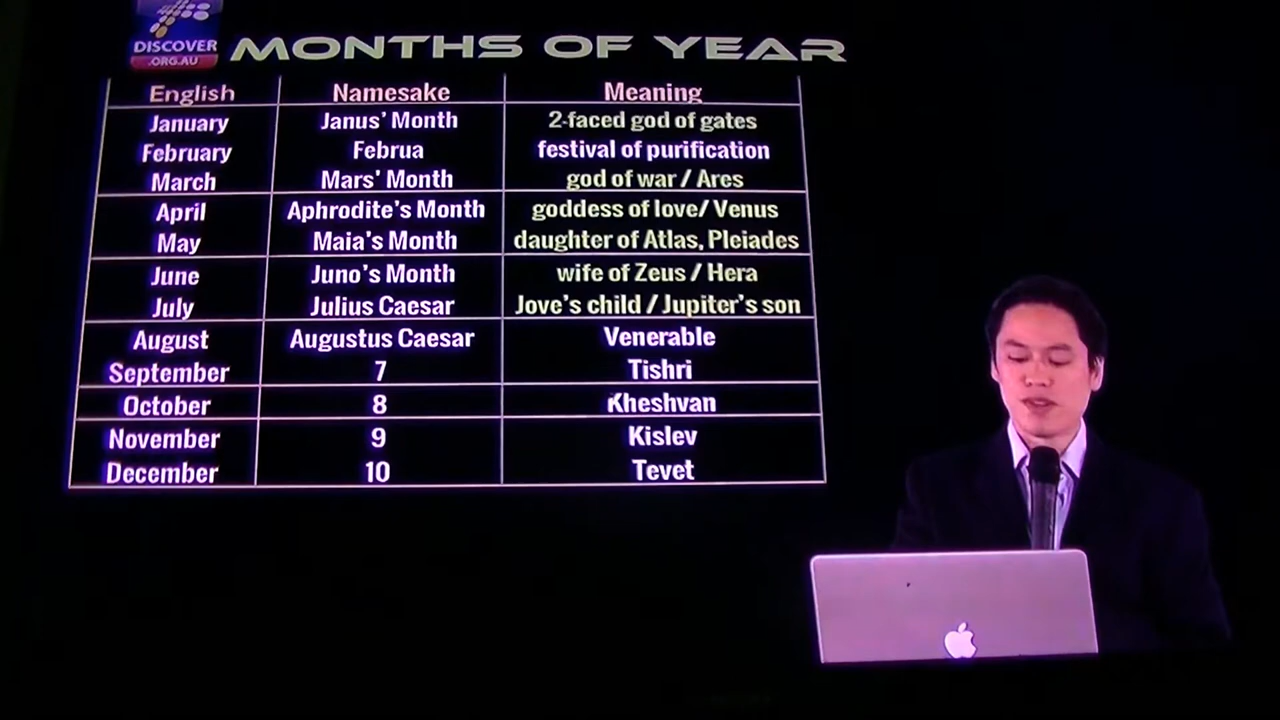 DISCOVER
.ORG.AU
MONTHS OF YEAR
English Namesake Meaning
January Janus' Month 2-faced god of gates
February Februa festival of purification
March Mars' Month god of war / Ares
April Aphrodite's Month goddess of love/ Venus
May Maia's Month daughter of Atlas, Pleiades
June Juno's Month wife of Zeus / Hera
July Julius Caesar Jove's child / Jupiter's son
August Augustus Caesar Venerable
September 7 Tishri
October 8 Kheshvan
November 9 Kislev
December 10 Tevet